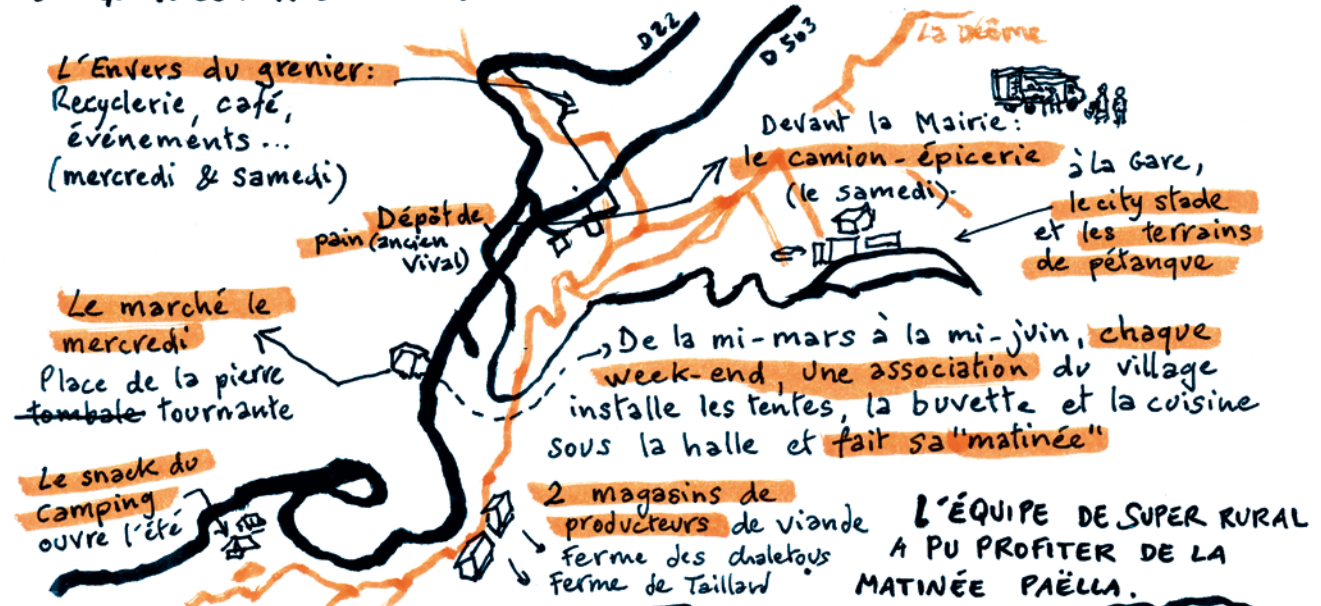 D22
D 503
La Déôme
L'Envers du grenier:
Recyclerie, café,
événements...
(mercredi & samedi)
Devant la Mairie:
le camion-épicerie
(le samedi).
à La Gare,
le city stade
et les terrains
de pétanque
Dépôt de
pain (ancien
Vival)
Le marché le
mercredi
Place de la pierre
tombale tournante
De la mi-mars à la mi-juin, chaque
week-end, une association du village
installe les tentes, la buvette et la cuisine
sous la halle et fait sa "matinée"
Le snack du
camping
ouvre l'été
2 magasins de
producteurs de viande
Ferme des chaletous
Ferme de Taillard
L'ÉQUIPE DE SUPER RURAL
A PU PROFITER DE LA
MATINÉE PAËLLA.